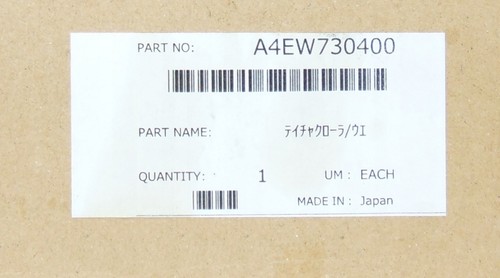 PART NO: A4EW730400
PART NAME: ﾃｲﾁｬｸﾛｰﾗ/ｳｴ
QUANTITY: 1 UM : EACH
MADE IN : Japan